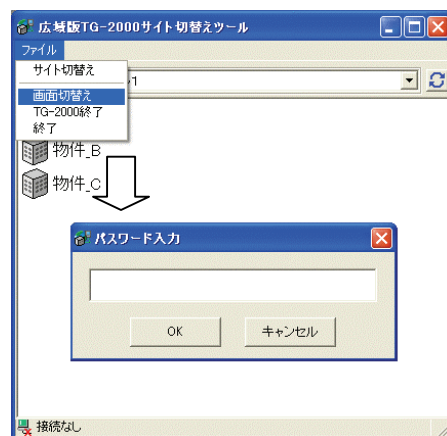 広域版TG-2000サイト切替えツール
ファイル
サイト切替え
1
画面切替え
TG-2000終了
終了
物件_B
物件_C
パスワード入力
OK
キャンセル
接続なし